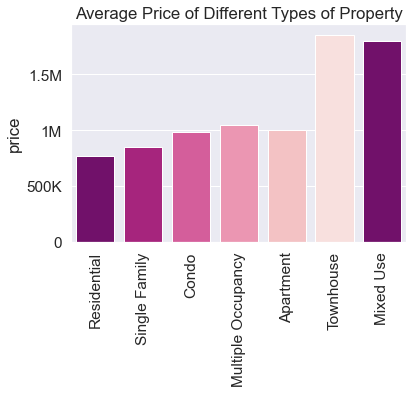 Average Price of Different Types of Property
price
1.5M
1M
500K
0
Residential
Single Family
Condo
Multiple Occupancy
Apartment
Townhouse
Mixed Use